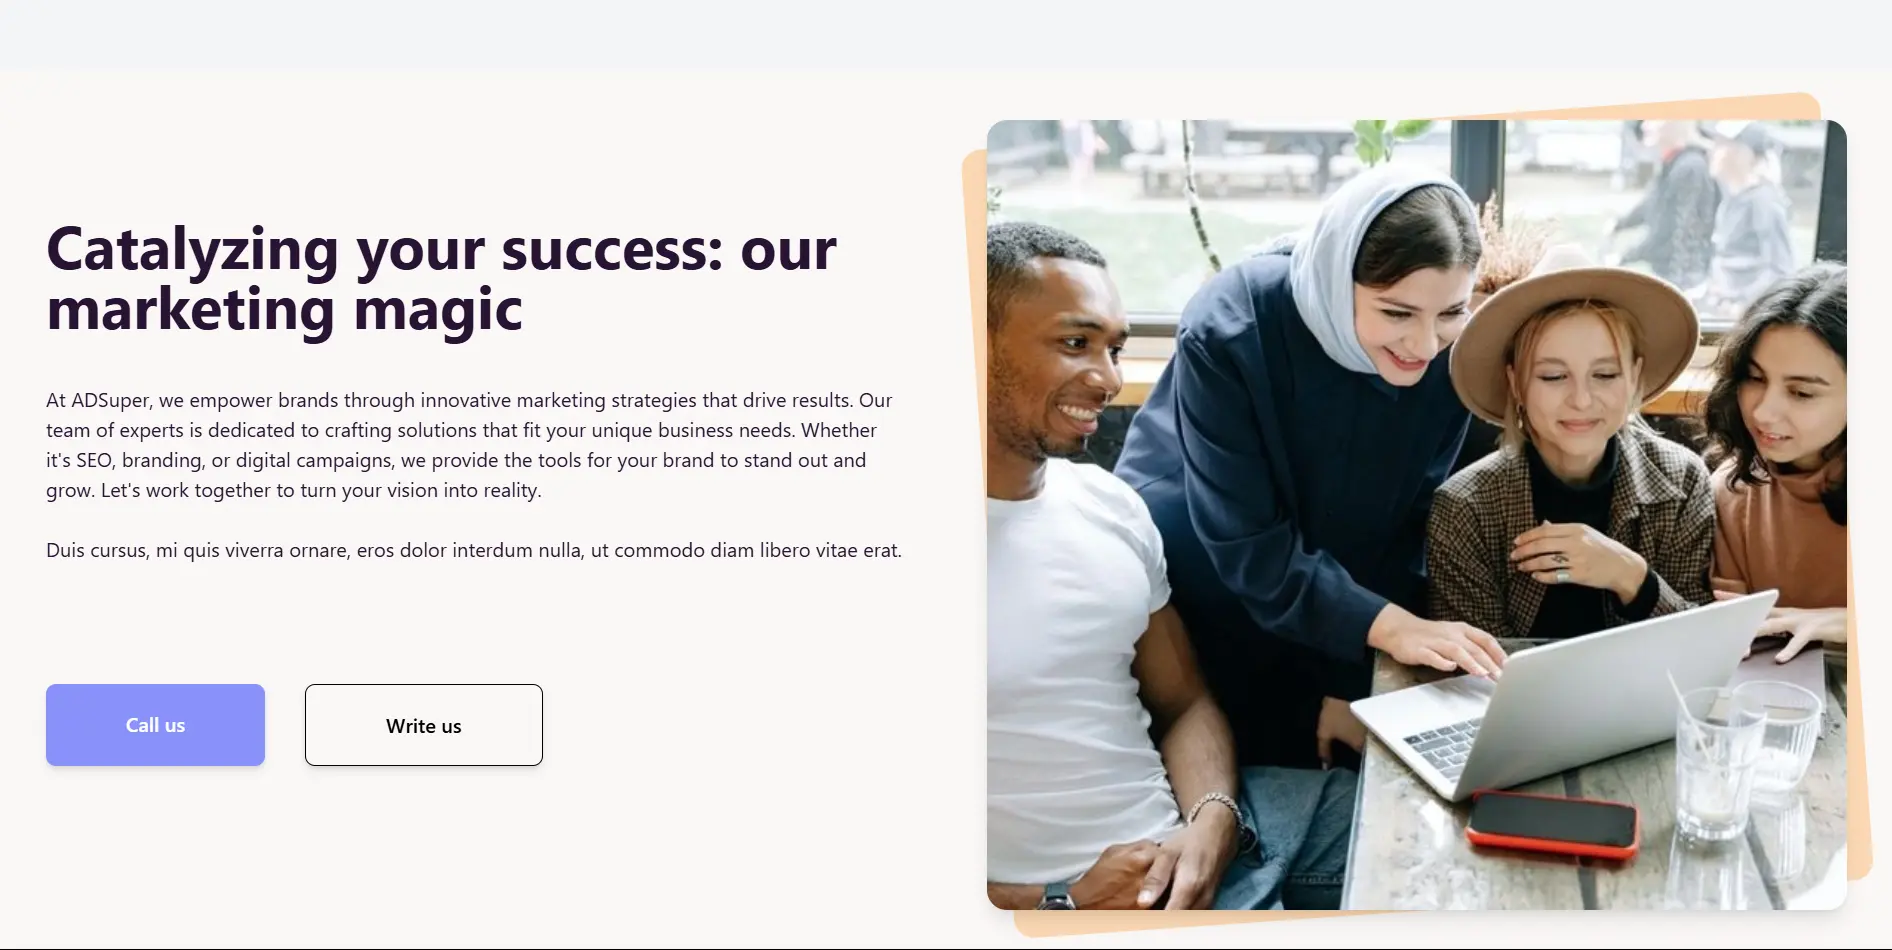 Catalyzing your success: our
marketing magic
At ADSuper, we empower brands through innovative marketing strategies that drive results. Our
team of experts is dedicated to crafting solutions that fit your unique business needs. Whether
it's SEO, branding, or digital campaigns, we provide the tools for your brand to stand out and
grow. Let's work together to turn your vision into reality.
Duis cursus, mi quis viverra ornare, eros dolor interdum nulla, ut commodo diam libero vitae erat.
Call us
Write us